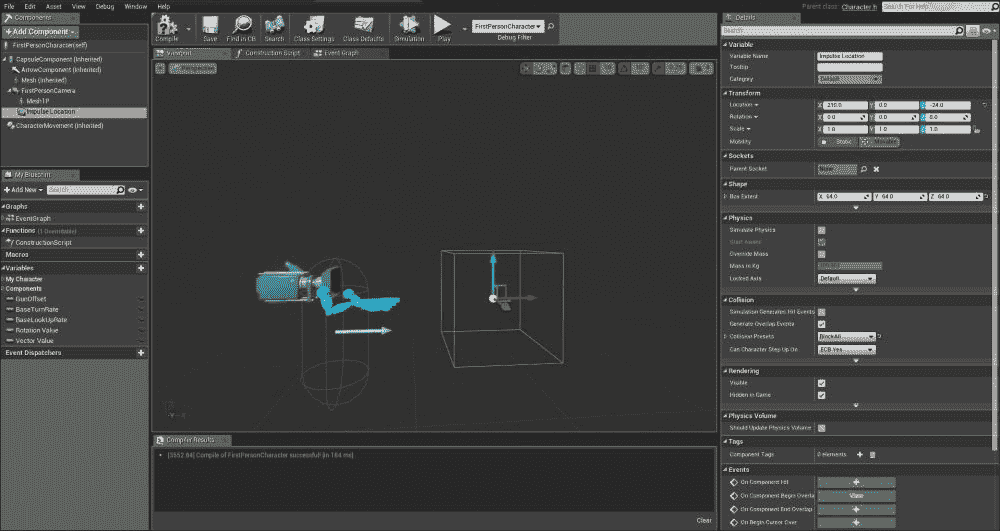 File Edit Asset View Debug Window Help
Parent class: Character.h
Search For Help
Components
+ Add Component
FirstPersonCharacter(self)
CapsuleComponent (Inherited)
ArrowComponent (Inherited)
Mesh (Inherited)
FirstPersonCamera
Mesh1P
Impulse Location
CharacterMovement (Inherited)
Compile Save Find in CB Search Class Settings Class Defaults Simulation Play
FirstPersonCharacter
Debug Filter
Viewport Construction Script Event Graph
My Blueprint
+ Add New Search
Graphs
EventGraph
Functions (1 Overridable)
ConstructionScript
Macros
Variables
My Character
Components
GunOffset
BaseTurnRate
BaseLookUpRate
Rotation Value
Vector Value
Event Dispatchers
Compiler Results
[3552.84] Compile of FirstPersonCharacter successful! [in 184 ms]
Clear
Details
Search
Variable
Variable Name Impulse Location
Tooltip
Category Default
Transform
Location X 210.0 Y 0.0 Z -24.0
Rotation X 0.0 Y 0.0 Z 0.0
Scale X 1.0 Y 1.0 Z 1.0
Mobility Static Movable
Sockets
Parent Socket
Shape
Box Extent X 64.0 Y 64.0 Z 64.0
Physics
Simulate Physics
Start Awake
Override Mass
Mass in Kg
Locked Axis Default
Collision
Simulation Generates Hit Events
Generate Overlap Events
Collision Presets BlockAll
Can Character Step Up On ECB Yes
Rendering
Visible
Hidden in Game
Physics Volume
Should Update Physics Volume
Tags
Component Tags 0 elements
Events
On Component Hit
On Component Begin Overla View
On Component End Overlap
On Begin Cursor Over